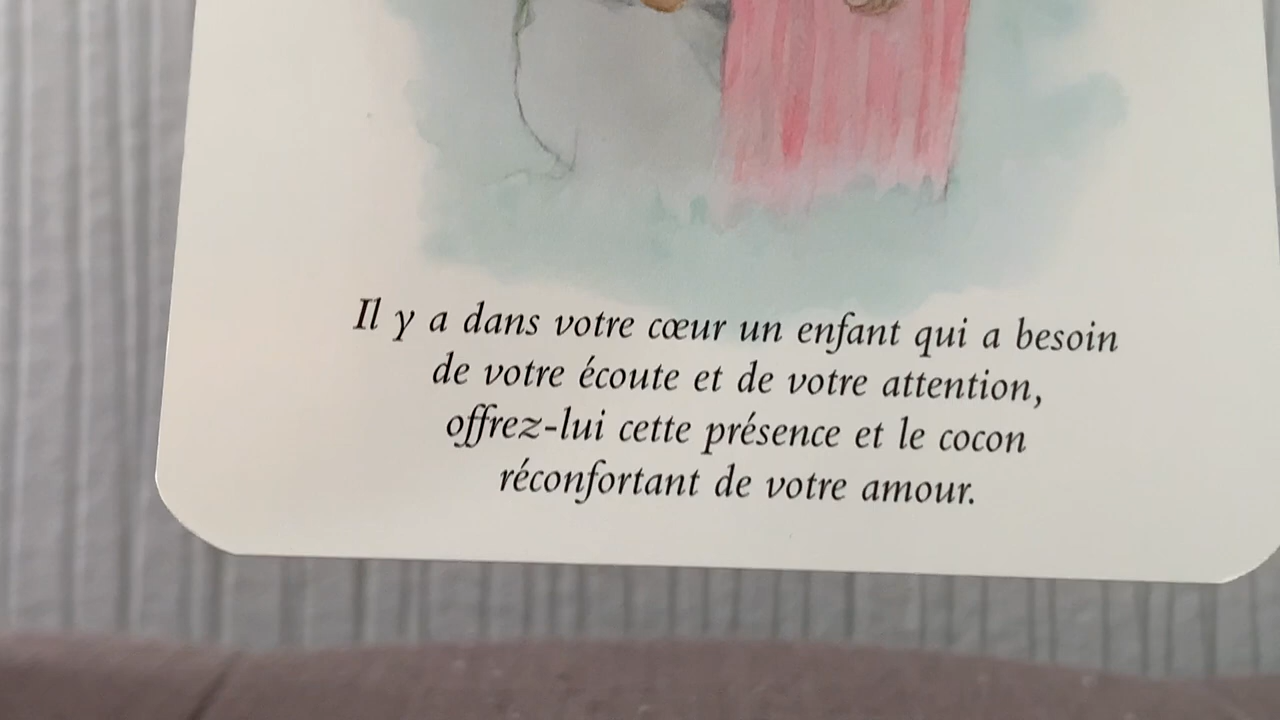 Il y a dans votre cœur un enfant qui a besoin
de votre écoute et de votre attention,
offrez-lui cette présence et le cocon
réconfortant de votre amour.